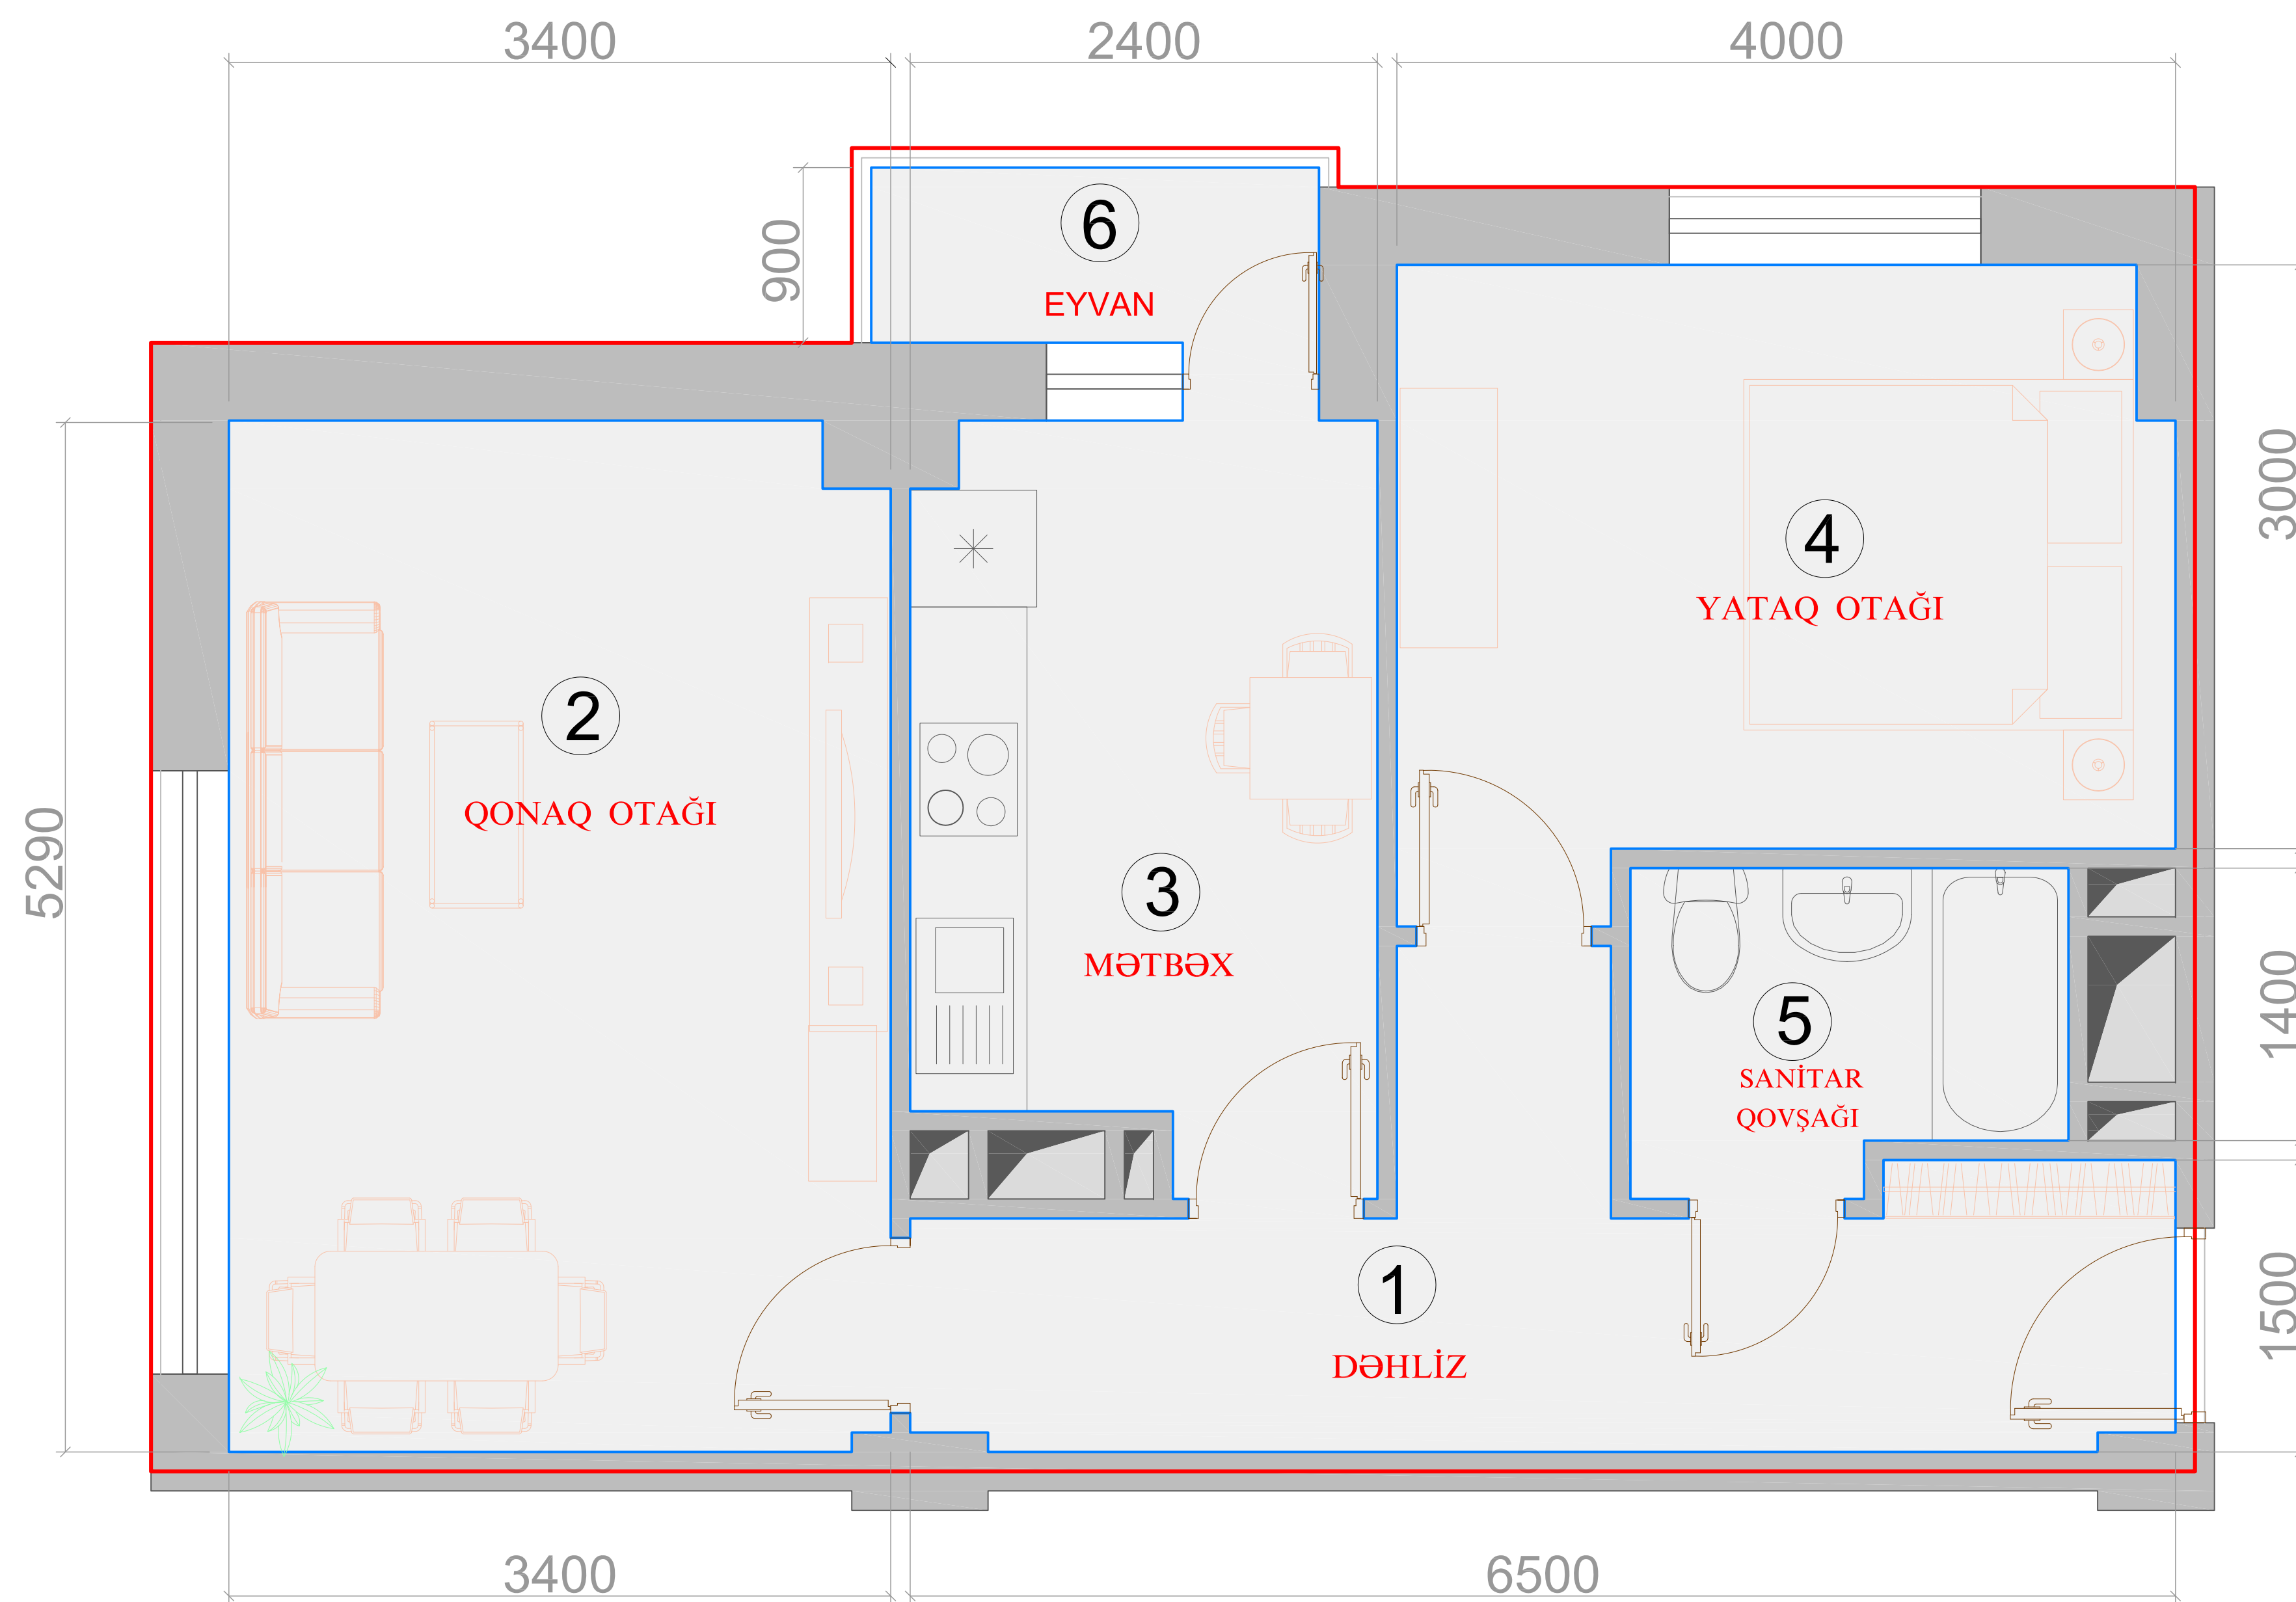 3400
2400
4000
6
900
EYVAN
3000
4
YATAQ OTAĞI
2
QONAQ OTAĞI
5290
3
MƏTBƏX
5
SANİTAR
QOVŞAĞI
1400
1
DƏHLİZ
1500
3400
6500